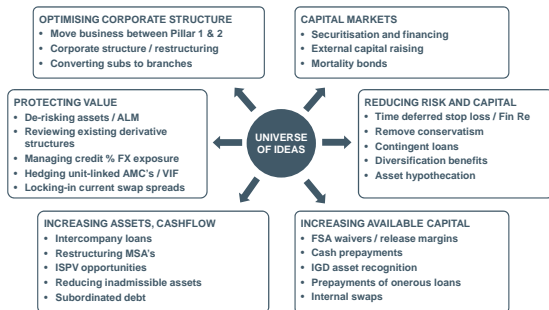 OPTIMISING CORPORATE STRUCTURE
• Move business between Pillar 1 & 2
• Corporate structure / restructuring
• Converting subs to branches
CAPITAL MARKETS
• Securitisation and financing
• External capital raising
• Mortality bonds
PROTECTING VALUE
• De-risking assets / ALM
• Reviewing existing derivative
structures
• Managing credit % FX exposure
• Hedging unit-linked AMC's / VIF
• Locking-in current swap spreads
UNIVERSE
OF IDEAS
REDUCING RISK AND CAPITAL
• Time deferred stop loss / Fin Re
• Remove conservatism
• Contingent loans
• Diversification benefits
• Asset hypothecation
INCREASING ASSETS, CASHFLOW
• Intercompany loans
• Restructuring MSA's
• ISPV opportunities
• Reducing inadmissible assets
• Subordinated debt
INCREASING AVAILABLE CAPITAL
• FSA waivers / release margins
• Cash prepayments
• IGD asset recognition
• Prepayments of onerous loans
• Internal swaps